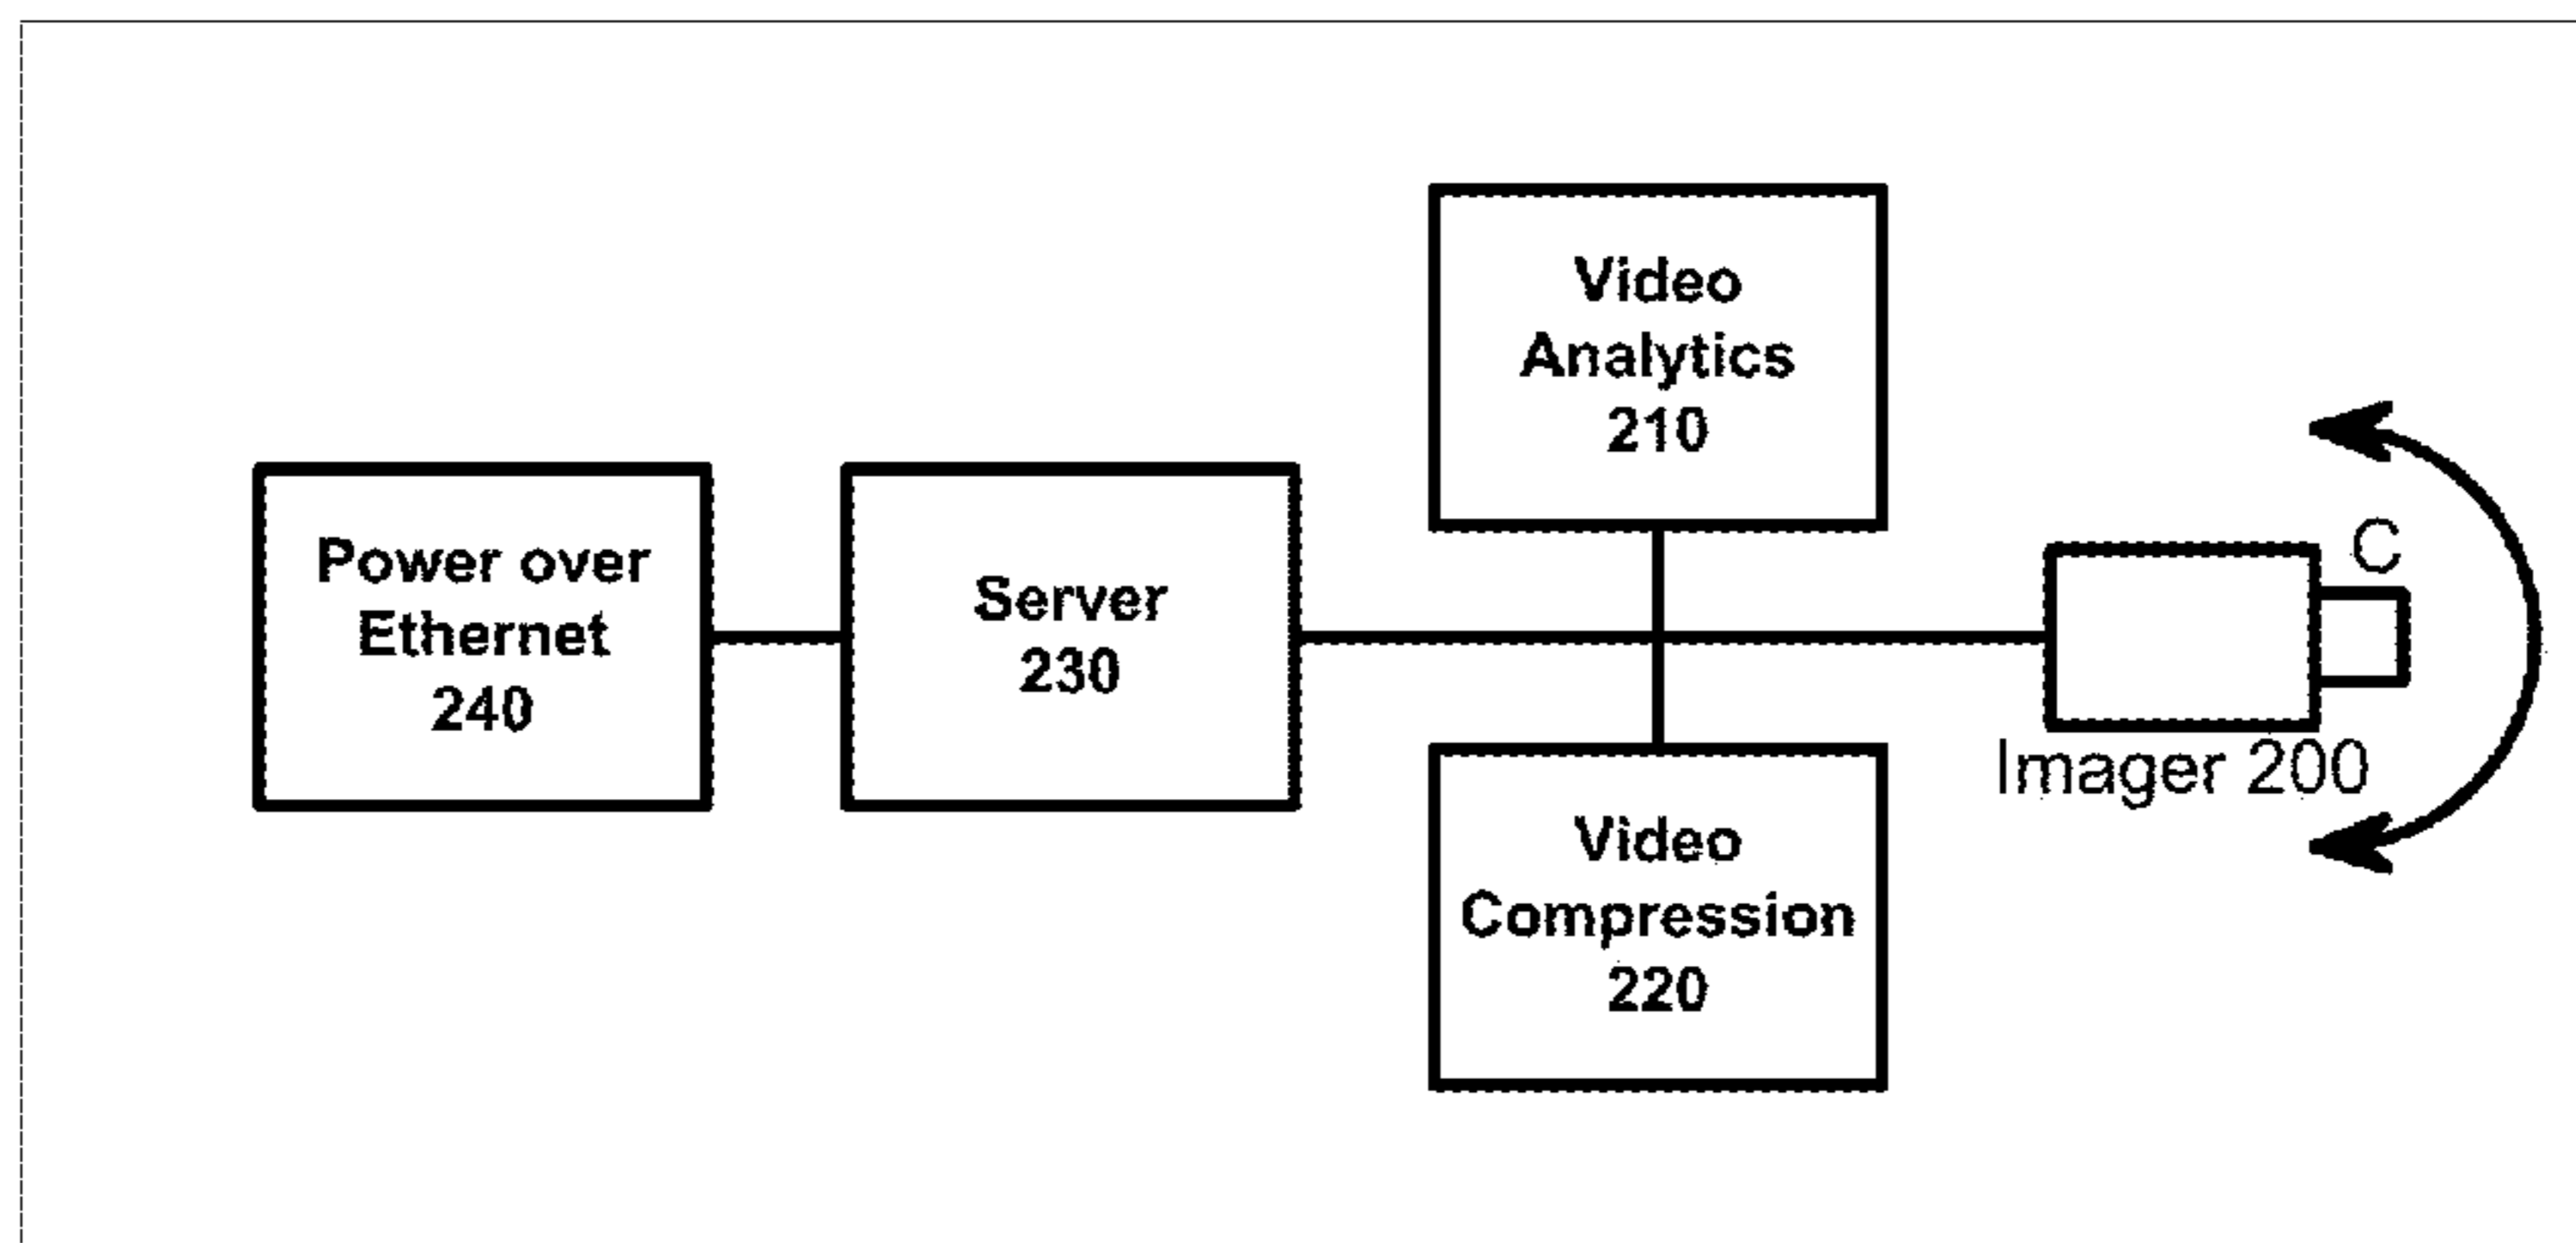 Power over
Ethernet
240
Server
230
Video
Analytics
210
Video
Compression
220
C
Imager 200